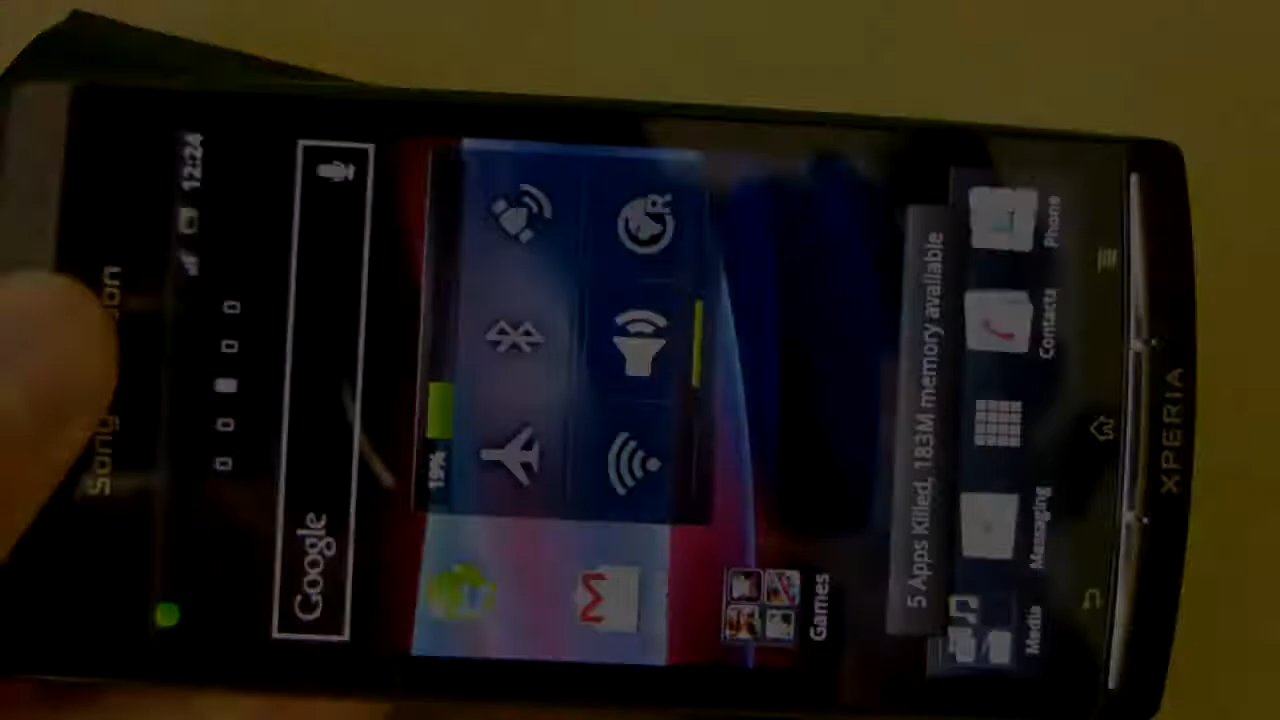 12:24
Google
19%
R
Games
5 Apps Killed, 183M memory available
Media
Messaging
Contacts
Phone
XPERIA